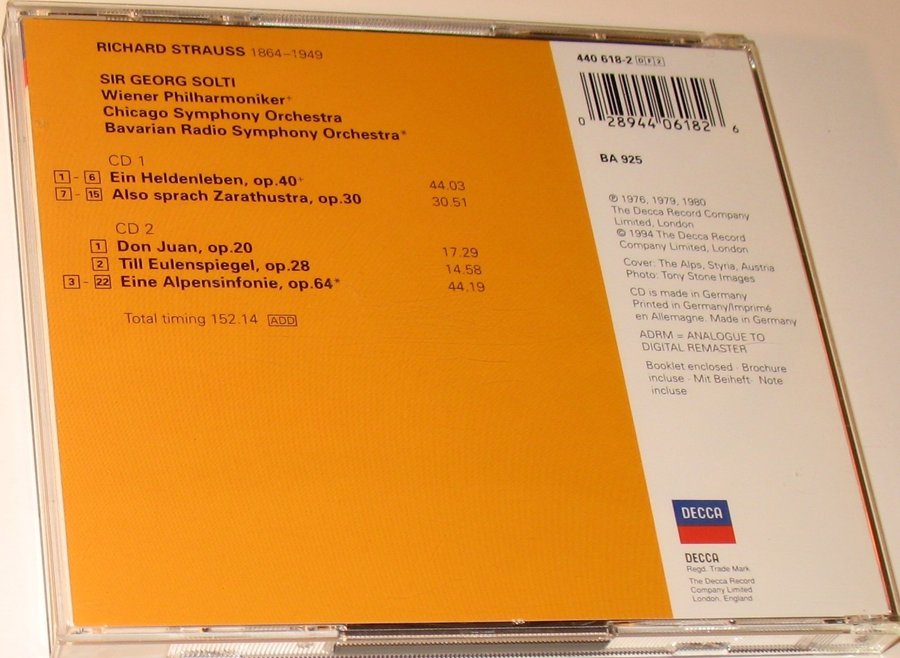 RICHARD STRAUSS 1864–1949
SIR GEORG SOLTI
Wiener Philharmoniker+
Chicago Symphony Orchestra
Bavarian Radio Symphony Orchestra*
CD 1
1 - 6 Ein Heldenleben, op.40+ 44.03
7 - 15 Also sprach Zarathustra, op.30 30.51
CD 2
1 Don Juan, op.20 17.29
2 Till Eulenspiegel, op.28 14.58
3 - 22 Eine Alpensinfonie, op.64* 44.19
Total timing 152.14 ADD
440 618-2 DF2
0 28944 06182 6
BA 925
℗ 1976, 1979, 1980
The Decca Record Company
Limited, London
© 1994 The Decca Record
Company Limited, London
Cover: The Alps, Styria, Austria
Photo: Tony Stone Images
CD is made in Germany
Printed in Germany/Imprimé
en Allemagne. Made in Germany
ADRM = ANALOGUE TO
DIGITAL REMASTER
Booklet enclosed · Brochure
incluse · Mit Beiheft · Note
incluse
DECCA
DECCA
Regd. Trade Mark
The Decca Record
Company Limited
London. England